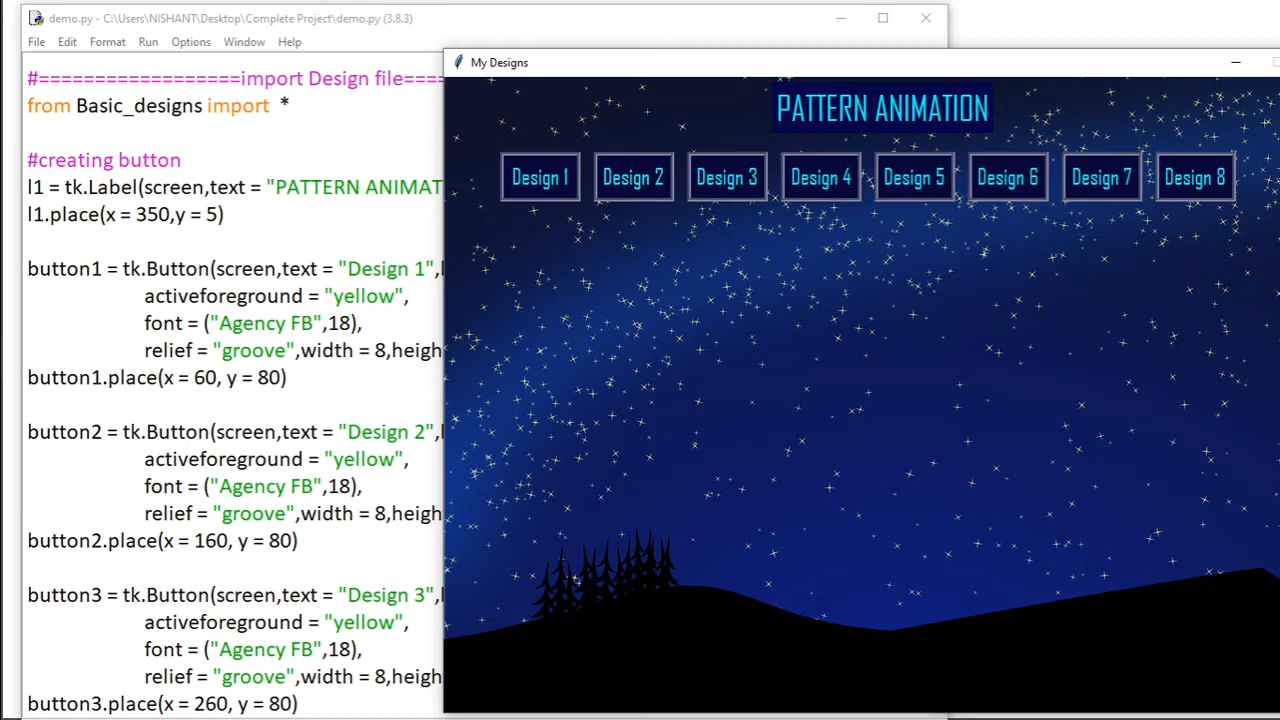 demo.py - C:\Users\NISHANT\Desktop\Complete Project\demo.py (3.8.3)
File Edit Format Run Options Window Help
#==================import Design file====
from Basic_designs import *
#creating button
l1 = tk.Label(screen,text = "PATTERN ANIMAT
l1.place(x = 350,y = 5)
button1 = tk.Button(screen,text = "Design 1",
activeforeground = "yellow",
font = ("Agency FB",18),
relief = "groove",width = 8,heigh
button1.place(x = 60, y = 80)
button2 = tk.Button(screen,text = "Design 2",
activeforeground = "yellow",
font = ("Agency FB",18),
relief = "groove",width = 8,heigh
button2.place(x = 160, y = 80)
button3 = tk.Button(screen,text = "Design 3",
activeforeground = "yellow",
font = ("Agency FB",18),
relief = "groove",width = 8,heigh
button3.place(x = 260, y = 80)
My Designs
PATTERN ANIMATION
Design 1 Design 2 Design 3 Design 4 Design 5 Design 6 Design 7 Design 8